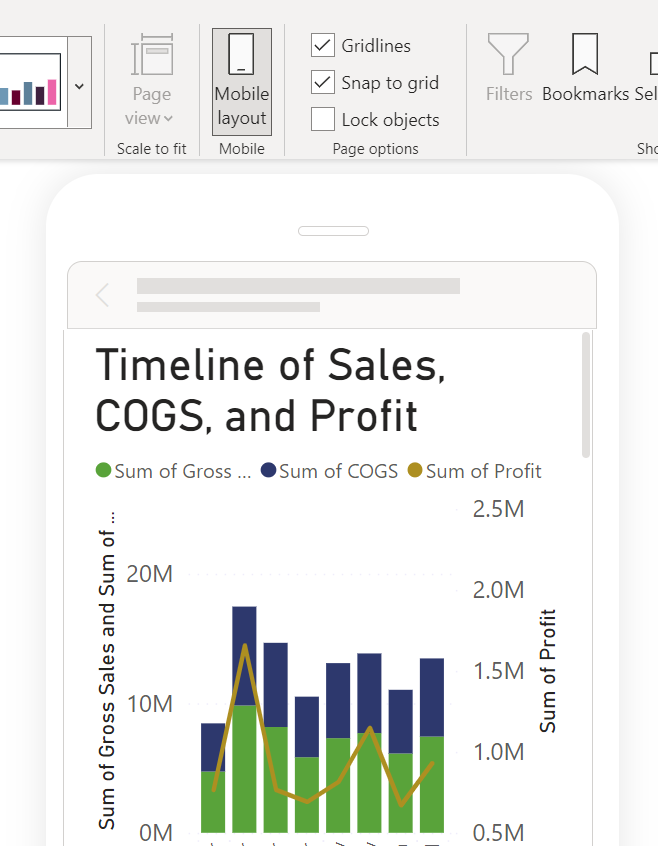 Page view
Mobile layout
Gridlines
Snap to grid
Lock objects
Filters
Bookmarks
Scale to fit
Mobile
Page options
Timeline of Sales,
COGS, and Profit
Sum of Gross ... Sum of COGS Sum of Profit
Sum of Gross Sales and Sum of ...
20M
10M
0M
2.5M
2.0M
1.5M
1.0M
0.5M
Sum of Profit